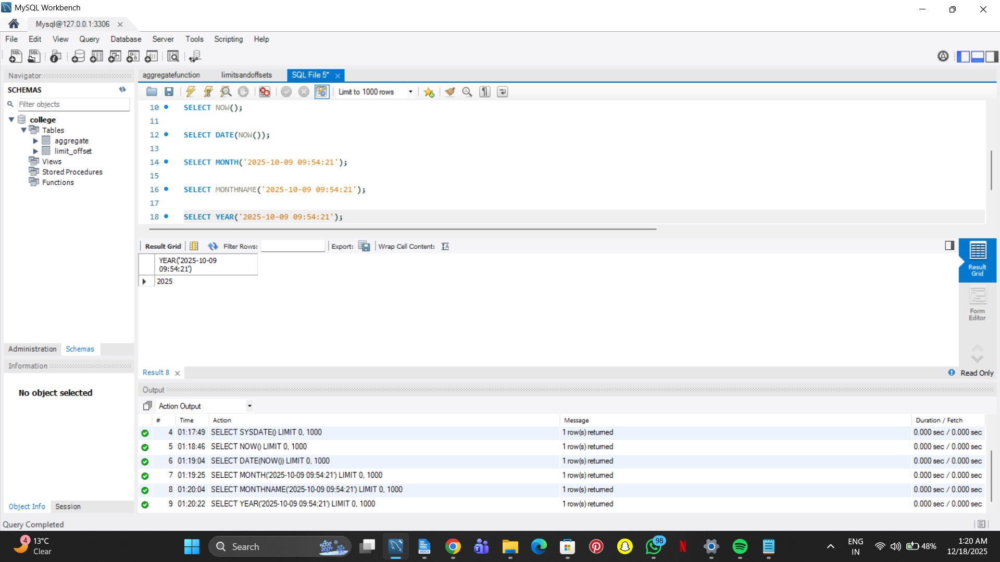 MySQL Workbench
Mysql@127.0.0.1:3306
File Edit View Query Database Server Tools Scripting Help
Navigator
SCHEMAS
Filter objects
college
Tables
aggregate
limit_offset
Views
Stored Procedures
Functions
Administration Schemas
Information
No object selected
Object Info Session
aggregatefunction limitsandoffsets SQL File 5*
Limit to 1000 rows
10 SELECT NOW();
11
12 SELECT DATE(NOW());
13
14 SELECT MONTH('2025-10-09 09:54:21');
15
16 SELECT MONTHNAME('2025-10-09 09:54:21');
17
18 SELECT YEAR('2025-10-09 09:54:21');
Result Grid Filter Rows: Export: Wrap Cell Content:
YEAR('2025-10-09
09:54:21')
2025
Result
Grid
Form
Editor
Result 8
Read Only
Output
Action Output
# Time Action Message Duration / Fetch
4 01:17:49 SELECT SYSDATE() LIMIT 0, 1000 1 row(s) returned 0.000 sec / 0.000 sec
5 01:18:46 SELECT NOW() LIMIT 0, 1000 1 row(s) returned 0.000 sec / 0.000 sec
6 01:19:04 SELECT DATE(NOW()) LIMIT 0, 1000 1 row(s) returned 0.000 sec / 0.000 sec
7 01:19:25 SELECT MONTH('2025-10-09 09:54:21') LIMIT 0, 1000 1 row(s) returned 0.000 sec / 0.000 sec
8 01:20:04 SELECT MONTHNAME('2025-10-09 09:54:21') LIMIT 0, 1000 1 row(s) returned 0.000 sec / 0.000 sec
9 01:20:22 SELECT YEAR('2025-10-09 09:54:21') LIMIT 0, 1000 1 row(s) returned 0.000 sec / 0.000 sec
Query Completed
4
13°C
Clear
Search
DOCX
98
ENG
IN
48%
1:20 AM
12/18/2025